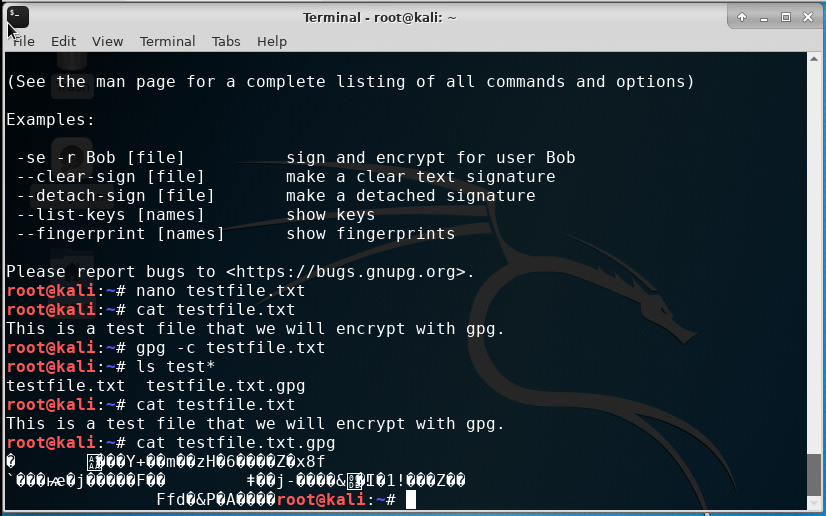 Terminal - root@kali: ~
File Edit View Terminal Tabs Help
(See the man page for a complete listing of all commands and options)
Examples:
-se -r Bob [file] sign and encrypt for user Bob
--clear-sign [file] make a clear text signature
--detach-sign [file] make a detached signature
--list-keys [names] show keys
--fingerprint [names] show fingerprints
Please report bugs to <https://bugs.gnupg.org>.
root@kali:~# nano testfile.txt
root@kali:~# cat testfile.txt
This is a test file that we will encrypt with gpg.
root@kali:~# gpg -c testfile.txt
root@kali:~# ls test*
testfile.txt testfile.txt.gpg
root@kali:~# cat testfile.txt
This is a test file that we will encrypt with gpg.
root@kali:~# cat testfile.txt.gpg
� ���Y+��m��zH�6����Z�x8f
�j�����F�� ǂ��j-����& �1!���Z��
Ffd�&P�A����root@kali:~#